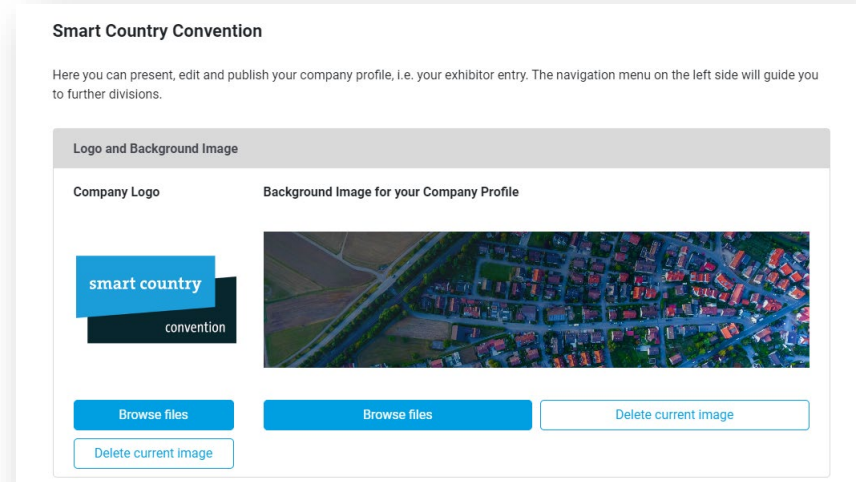 Smart Country Convention
Here you can present, edit and publish your company profile, i.e. your exhibitor entry. The navigation menu on the left side will guide you
to further divisions.
Logo and Background Image
Company Logo
Background Image for your Company Profile
smart country
convention
Browse files
Browse files
Delete current image
Delete current image